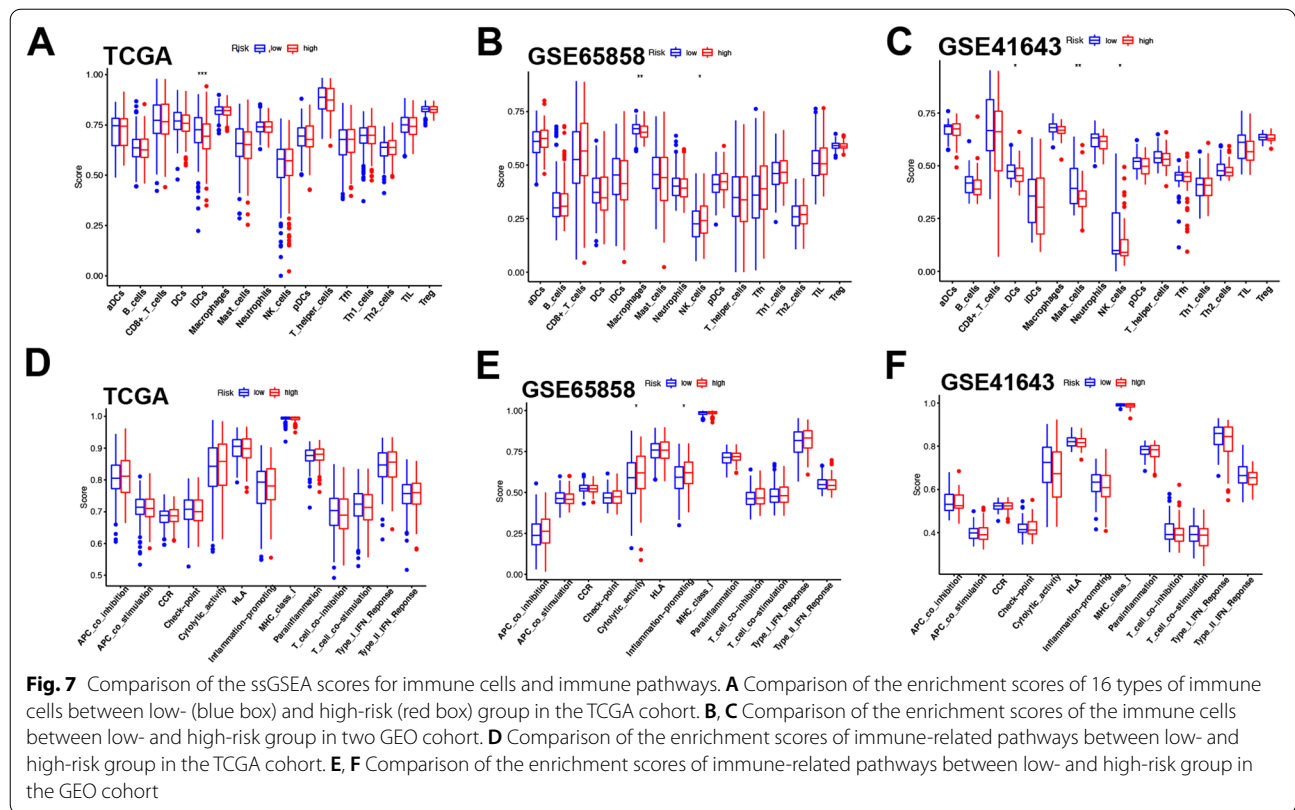 A TCGA Risk low high
***
Score
1.00
0.75
0.50
0.25
0.00
aDCs
B_cells
CD8+_T_cells
DCs
iDCs
Macrophages
Mast_cells
Neutrophils
NK_cells
pDCs
T_helper_cells
Tfh
Th1_cells
Th2_cells
TIL
Treg
B GSE65858 Risk low high
** *
Score
0.75
0.50
0.25
0.00
aDCs
B_cells
CD8+_T_cells
DCs
iDCs
Macrophages
Mast_cells
Neutrophils
NK_cells
pDCs
T_helper_cells
Tfh
Th1_cells
Th2_cells
TIL
Treg
C GSE41643 Risk low high
* ** *
Score
0.75
0.50
0.25
0.00
aDCs
B_cells
CD8+_T_cells
DCs
iDCs
Macrophages
Mast_cells
Neutrophils
NK_cells
pDCs
T_helper_cells
Tfh
Th1_cells
Th2_cells
TIL
Treg
D TCGA Risk low high
Score
1.0
0.9
0.8
0.7
0.6
0.5
APC_co_inhibition
APC_co_stimulation
CCR
Check-point
Cytolytic_activity
HLA
Inflammation-promoting
MHC_class_I
Parainflammation
T_cell_co-inhibition
T_cell_co-stimulation
Type_I_IFN_Reponse
Type_II_IFN_Reponse
E GSE65858 Risk low high
* *
Score
1.00
0.75
0.50
0.25
0.00
APC_co_inhibition
APC_co_stimulation
CCR
Check-point
Cytolytic_activity
HLA
Inflammation-promoting
MHC_class_I
Parainflammation
T_cell_co-inhibition
T_cell_co-stimulation
Type_I_IFN_Reponse
Type_II_IFN_Reponse
F GSE41643 Risk low high
Score
1.0
0.8
0.6
0.4
APC_co_inhibition
APC_co_stimulation
CCR
Check-point
Cytolytic_activity
HLA
Inflammation-promoting
MHC_class_I
Parainflammation
T_cell_co-inhibition
T_cell_co-stimulation
Type_I_IFN_Reponse
Type_II_IFN_Reponse
Fig. 7 Comparison of the ssGSEA scores for immune cells and immune pathways. A Comparison of the enrichment scores of 16 types of immune
cells between low- (blue box) and high-risk (red box) group in the TCGA cohort. B, C Comparison of the enrichment scores of the immune cells
between low- and high-risk group in two GEO cohort. D Comparison of the enrichment scores of immune-related pathways between low- and
high-risk group in the TCGA cohort. E, F Comparison of the enrichment scores of immune-related pathways between low- and high-risk group in
the GEO cohort